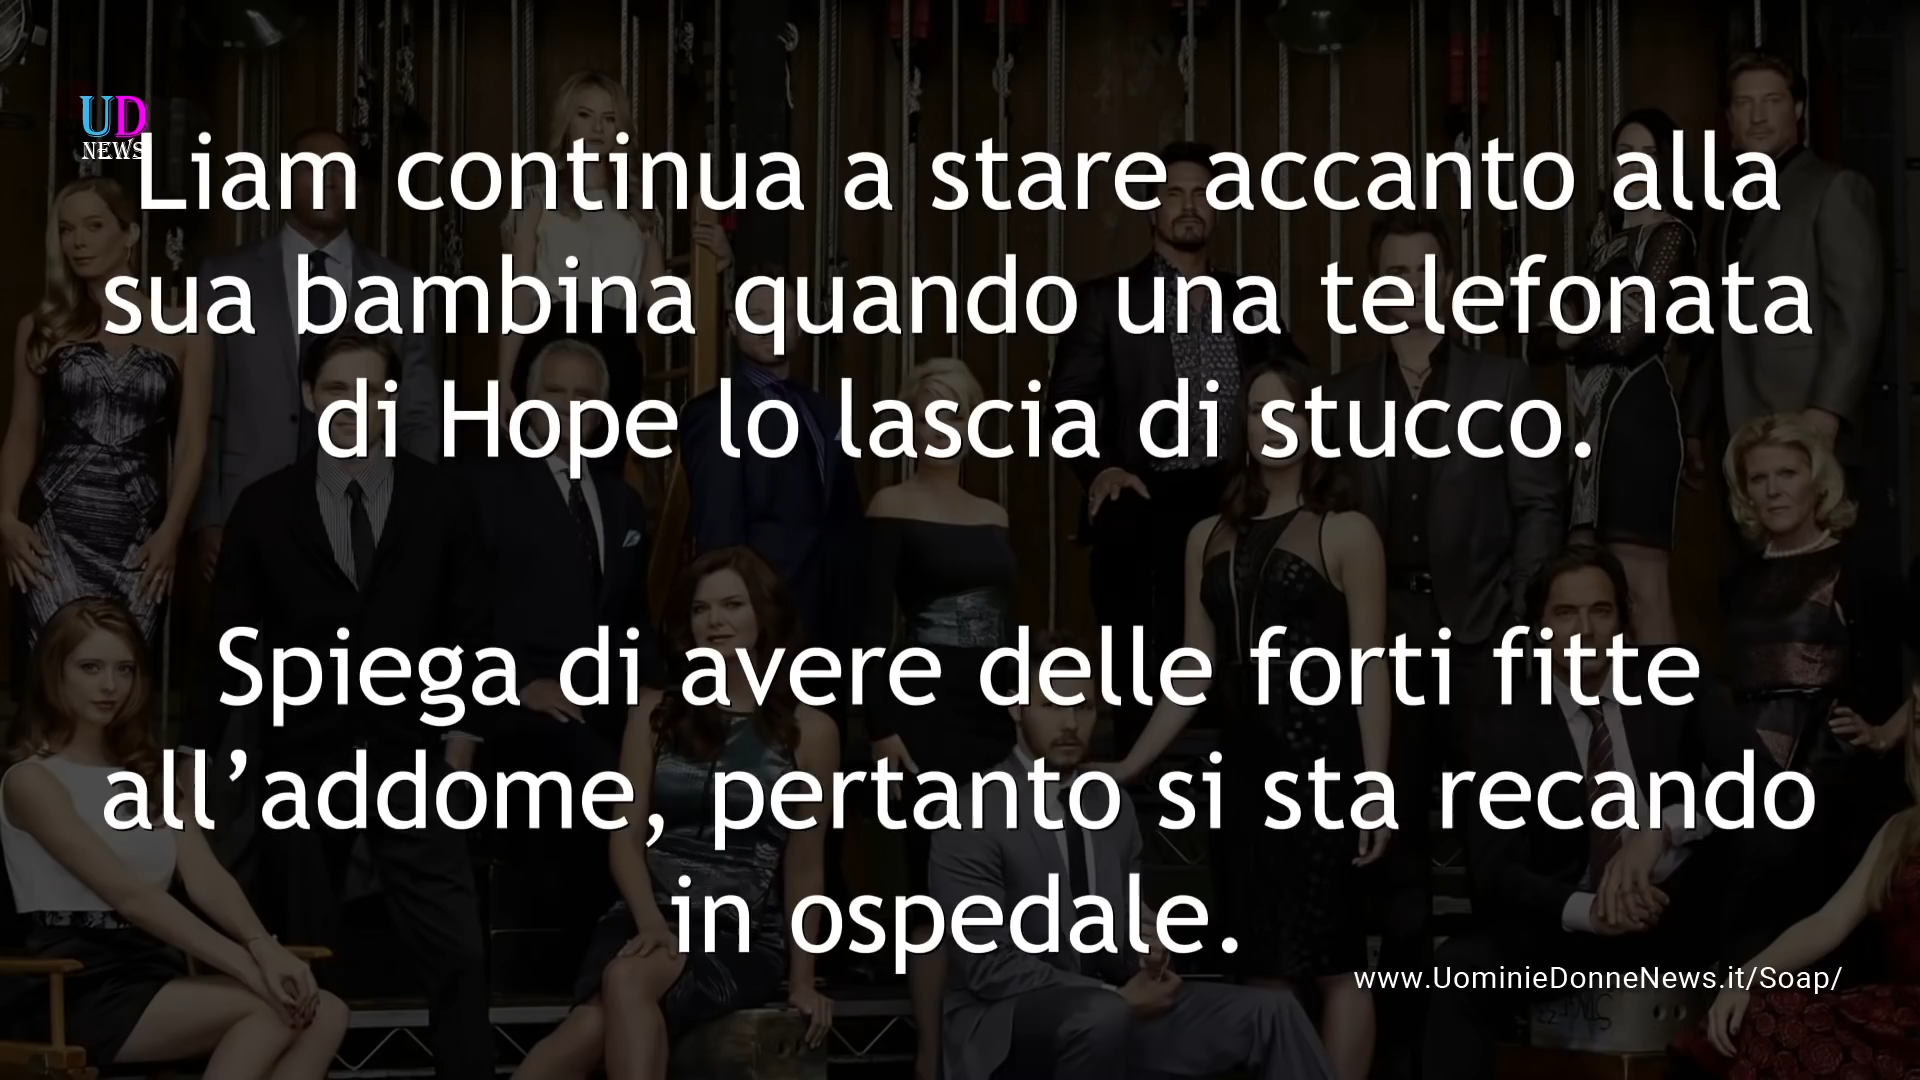 UD
NEWS
Liam continua a stare accanto alla
sua bambina quando una telefonata
di Hope lo lascia di stucco.
Spiega di avere delle forti fitte
all’addome, pertanto si sta recando
in ospedale.
www.UominieDonneNews.it/Soap/